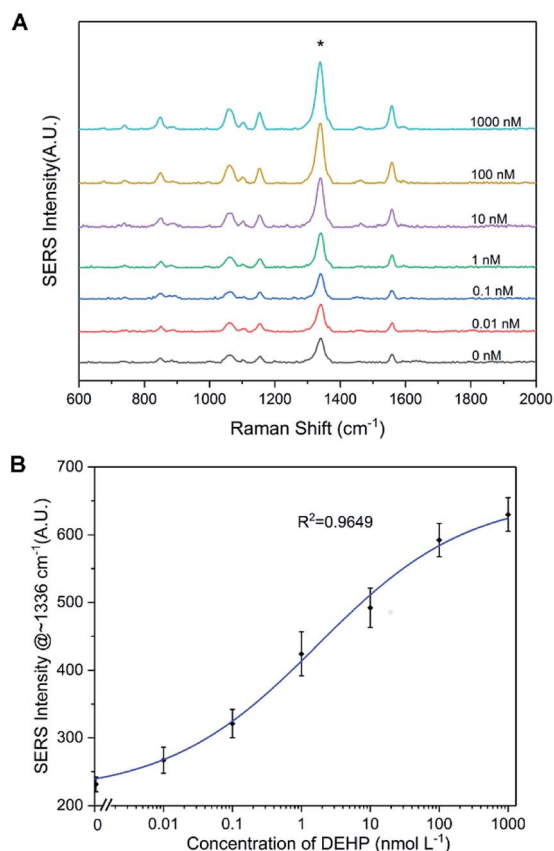 A
*
1000 nM
100 nM
10 nM
1 nM
0.1 nM
0.01 nM
0 nM
SERS Intensity(A.U.)
600 800 1000 1200 1400 1600 1800 2000
Raman Shift (cm⁻¹)
B
700
600
500
400
300
200
R²=0.9649
SERS Intensity @~1336 cm⁻¹(A.U.)
0 0.01 0.1 1 10 100 1000
Concentration of DEHP (nmol L⁻¹)